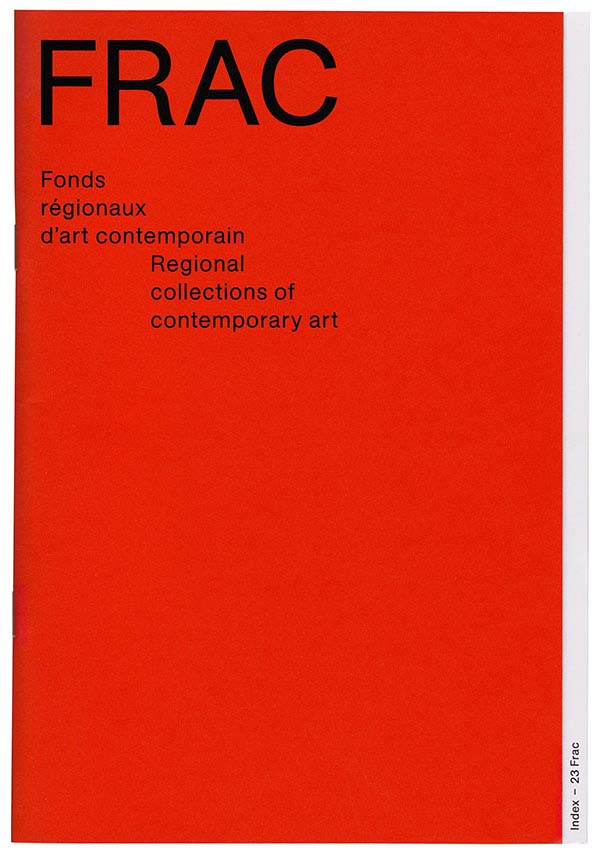 FRAC
Fonds
régionaux
d'art contemporain
Regional
collections of
contemporary art
Index – 23 Frac